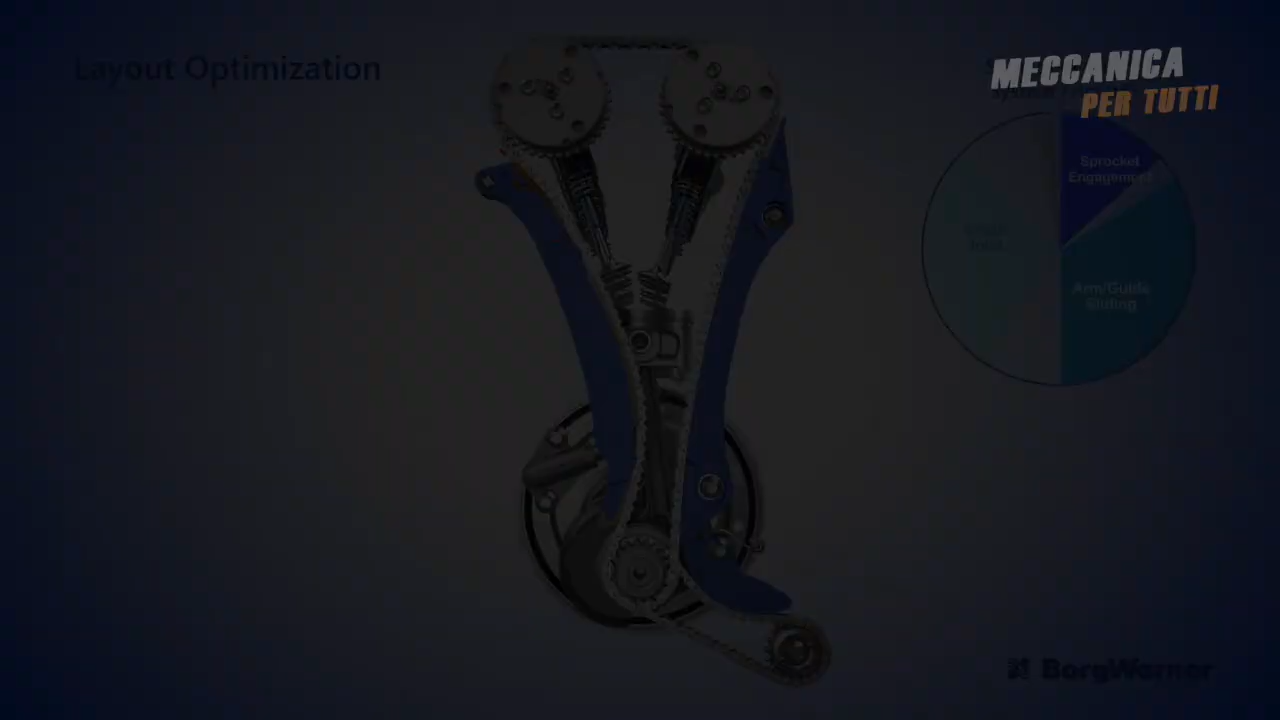 Layout Optimization
MECCANICA
PER TUTTI
Sprocket
Engagement
Arm/Guide
Sliding
BorgWarner